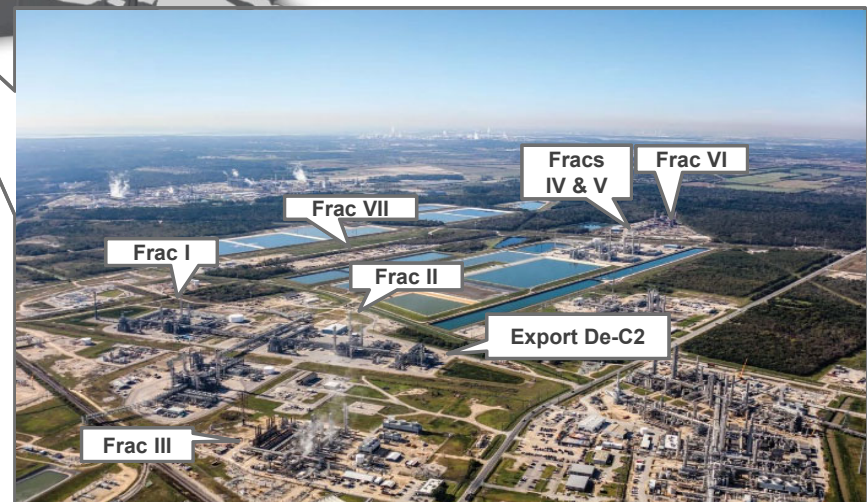 Fracs
IV & V
Frac VI
Frac VII
Frac I
Frac II
Export De-C2
Frac III